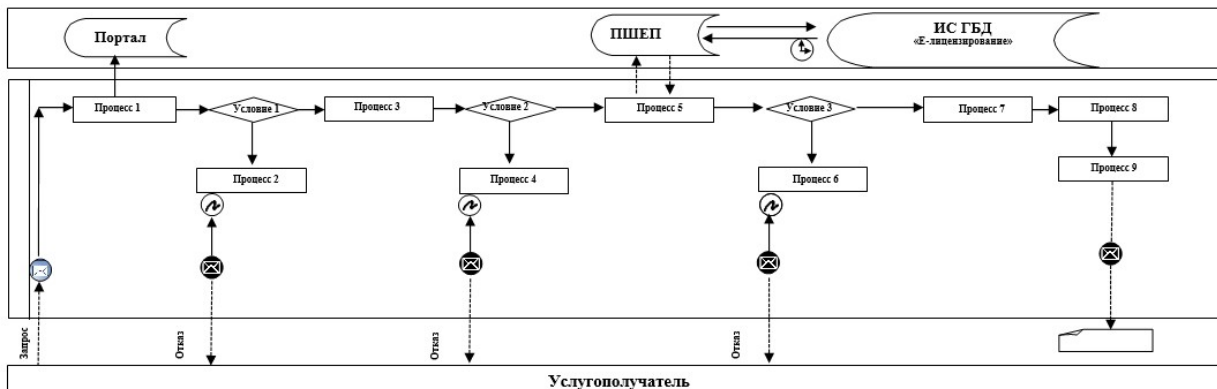 Портал
ПШЕП
ИС ГБД
«Е-лицензирование»
Процесс 1
Условие 1
Процесс 3
Условие 2
Процесс 5
Условие 3
Процесс 7
Процесс 8
Процесс 2
Процесс 4
Процесс 6
Процесс 9
Запрос
Отказ
Отказ
Отказ
Услугополучатель